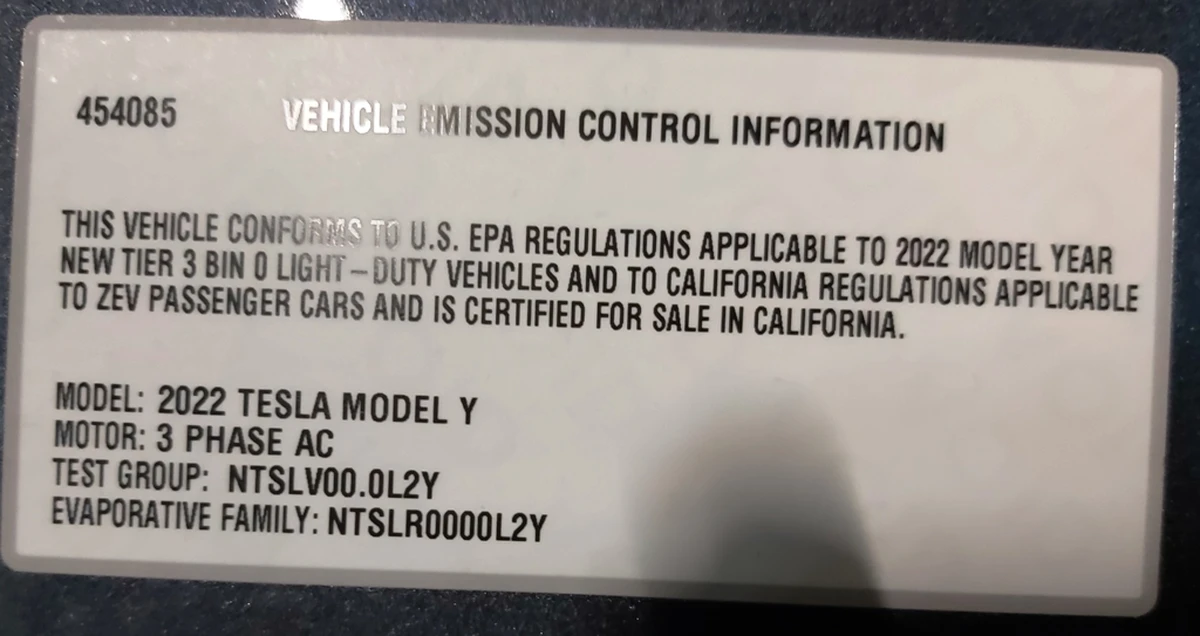 454085 VEHICLE EMISSION CONTROL INFORMATION
THIS VEHICLE CONFORMS TO U.S. EPA REGULATIONS APPLICABLE TO 2022 MODEL YEAR
NEW TIER 3 BIN 0 LIGHT-DUTY VEHICLES AND TO CALIFORNIA REGULATIONS APPLICABLE
TO ZEV PASSENGER CARS AND IS CERTIFIED FOR SALE IN CALIFORNIA.
MODEL: 2022 TESLA MODEL Y
MOTOR: 3 PHASE AC
TEST GROUP: NTSLV00.0L2Y
EVAPORATIVE FAMILY: NTSLR0000L2Y